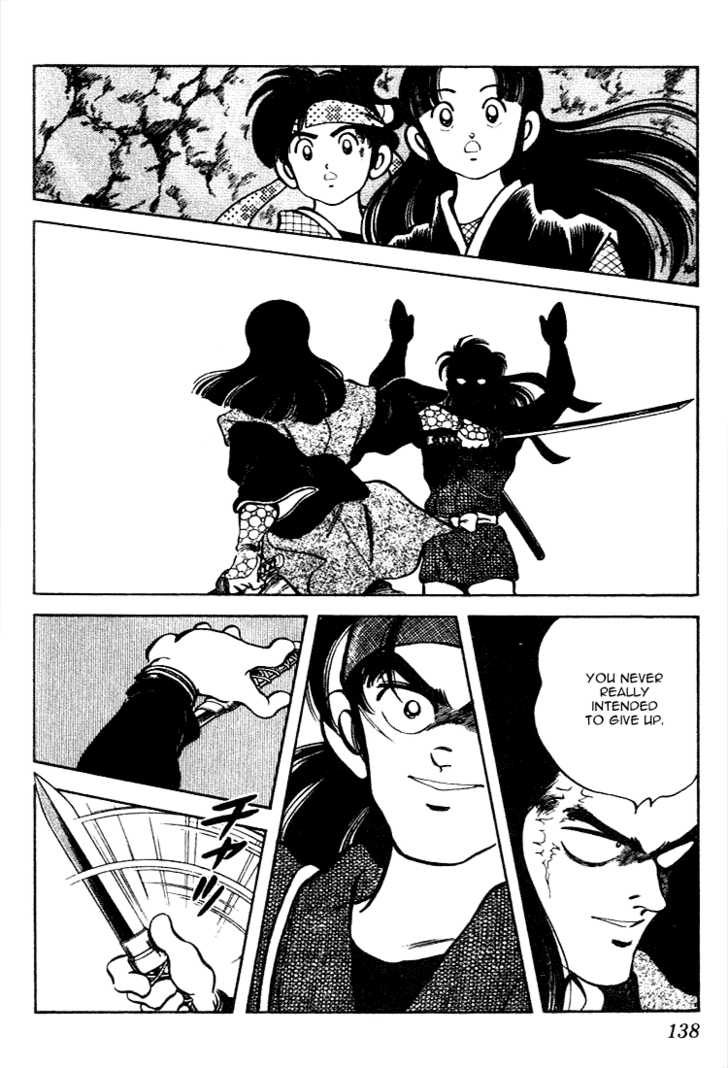 YOU NEVER
REALLY
INTENDED
TO GIVE UP.
チャッ
138